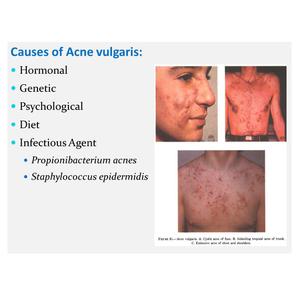 Causes of Acne vulgaris:
Hormonal
Genetic
Psychological
Diet
Infectious Agent
Propionibacterium acnes
Staphylococcus epidermidis